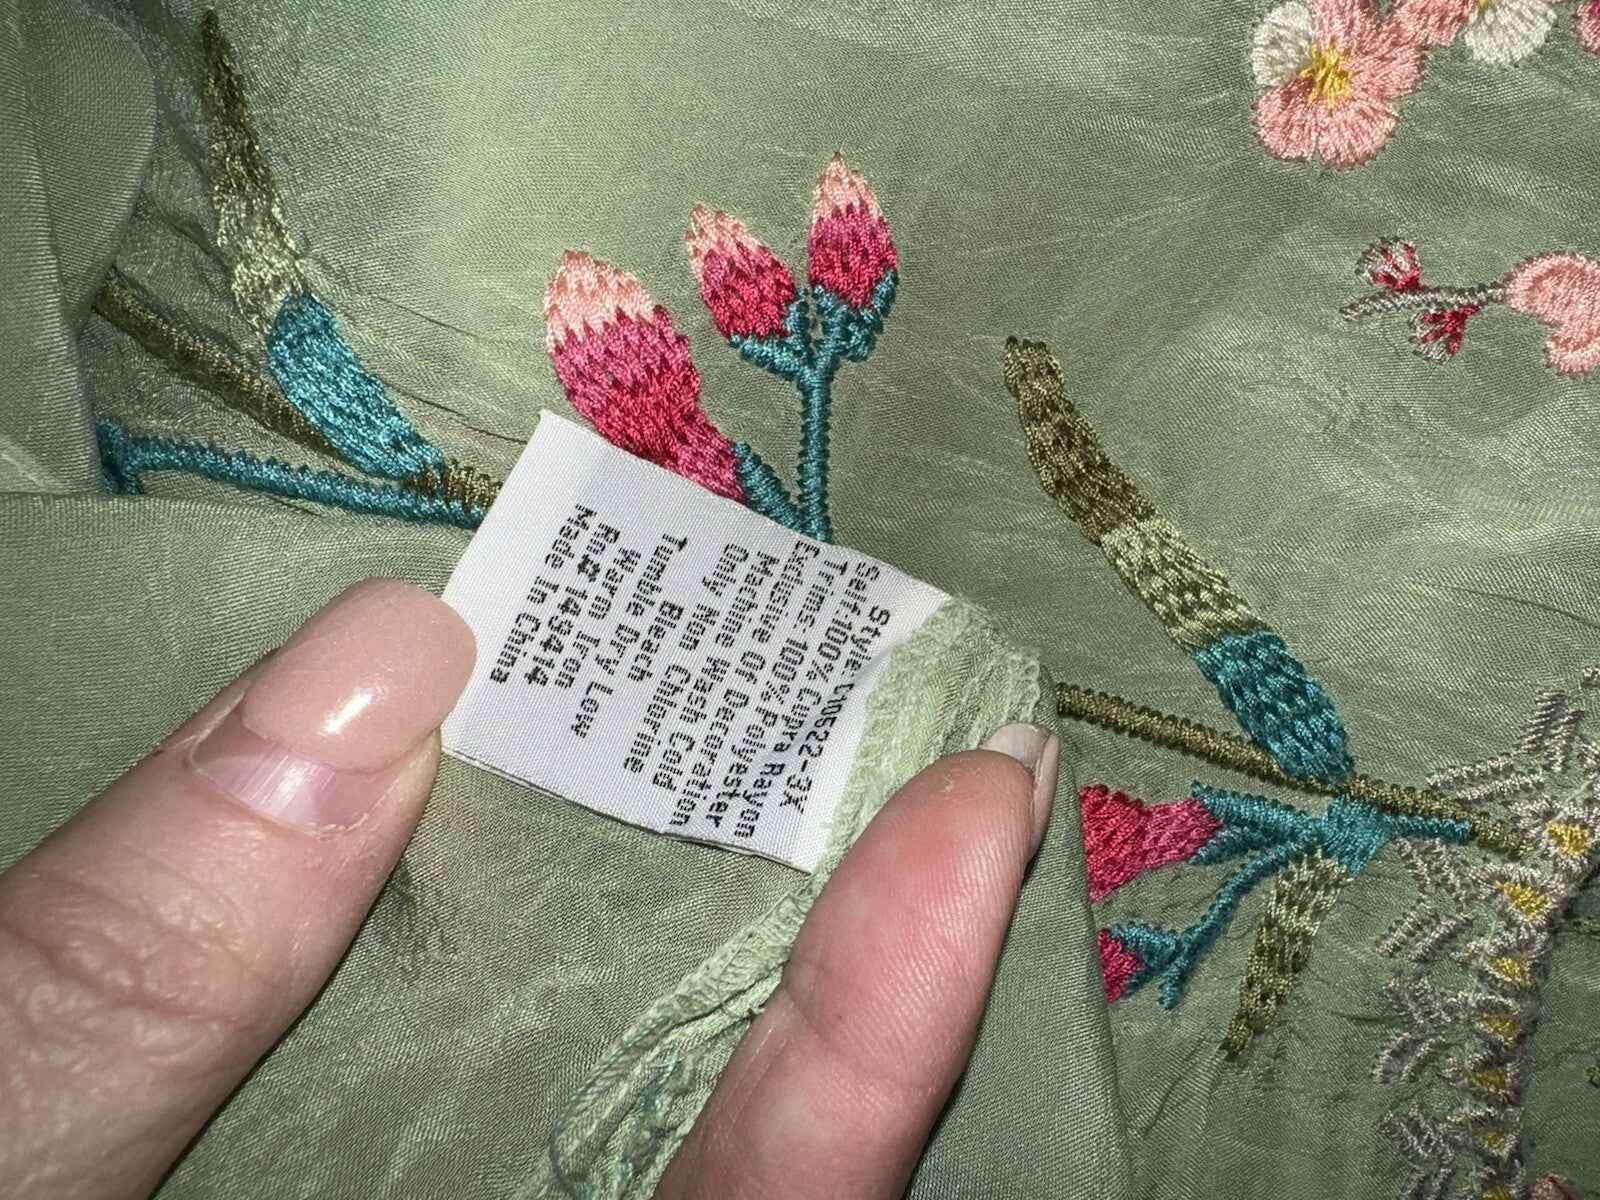 Style:C10522-3X
Self:100% Cupra Rayon
Trims:100% Polyester
Exclusive Of Decoration
Machine Wash Cold
Only Non Chlorine
Bleach
Tumble Dry Low
Warm Iron
Rn# 149414
Made In China